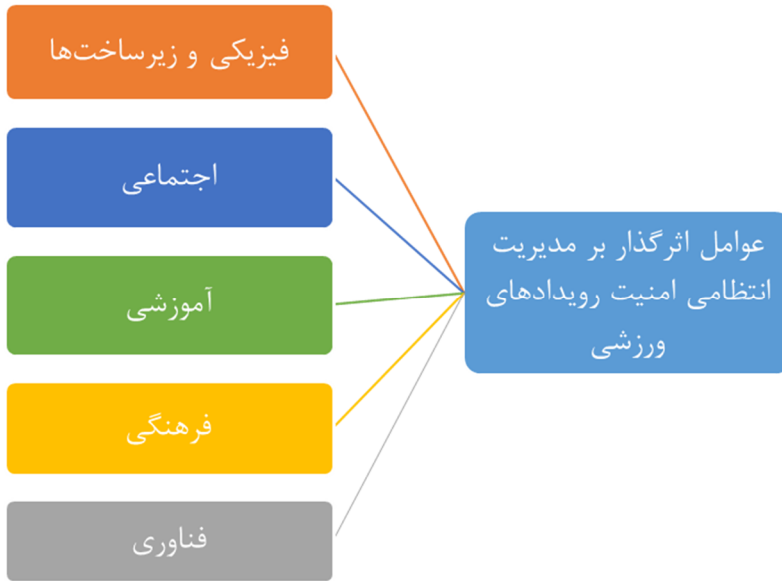 عوامل اثرگذار بر مدیریت
انتظامی امنیت رویدادهای
ورزشی
فیزیکی و زیرساخت‌ها
اجتماعی
آموزشی
فرهنگی
فناوری